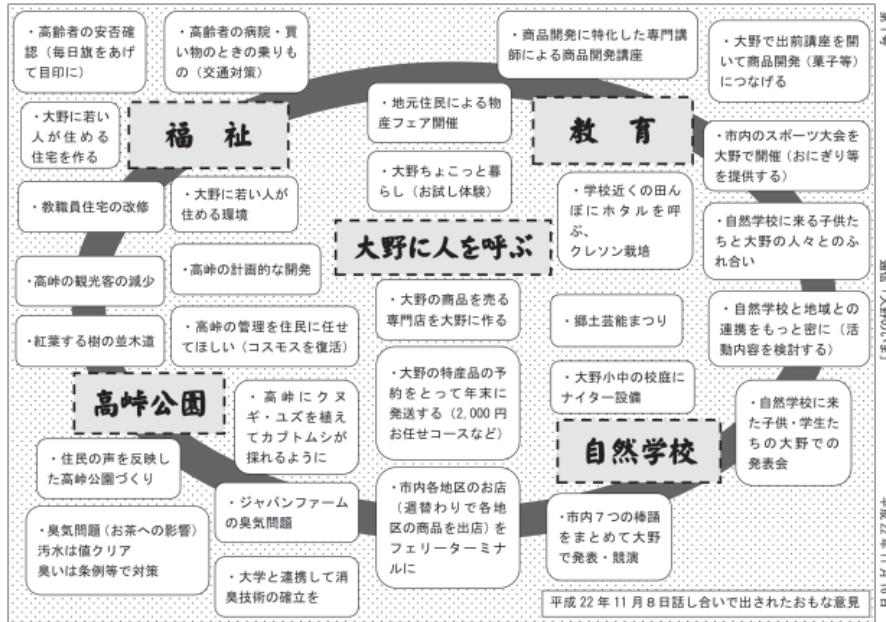 ・高齢者の安否確
認（毎日旗をあげ
て目印に）
・高齢者の病院・買
い物のときの乗りも
の（交通対策）
・商品開発に特化した専門講
師による商品開発講座
・大野で出前講座を開
いて商品開発（菓子等）
につなげる
・大野に若い
人が住める
住宅を作る
福祉
・地元住民による物
産フェア開催
教育
・市内のスポーツ大会を
大野で開催（おにぎり等
を提供する）
・教職員住宅の改修
・大野に若い人が
住める環境
・大野ちょこっと暮
らし（お試し体験）
・学校近くの田ん
ぼにホタルを呼
ぶ、
クレソン栽培
・自然学校に来る子供た
ちと大野の人々とのふ
れ合い
大野に人を呼ぶ
・高峠の観光客の減少
・高峠の計画的な開発
・大野の商品を売る
専門店を大野に作る
・郷土芸能まつり
・自然学校と地域との
連携をもっと密に（活
動内容を検討する）
・紅葉する樹の並木道
・高峠の管理を住民に任せ
てほしい（コスモスを復活）
・大野の特産品の予
約をとって年末に
発送する（2,000円
お任せコースなど）
・大野小中の校庭に
ナイター設備
高峠公園
・高峠にクヌ
ギ・ユズを植え
てカブトムシが
採れるように
自然学校
・自然学校に来
た子供・学生た
ちの大野での
発表会
・住民の声を反映し
た高峠公園づくり
・ジャパンファーム
の臭気問題
・市内各地区のお店
（週替わりで各地
区の商品を出店）を
フェリーターミナ
ルに
・市内７つの棒踊
をまとめて大野
で発表・競演
・臭気問題（お茶への影響）
汚水は値クリア
臭いは条例等で対策
・大学と連携して消
臭技術の確立を
平成22年11月８日話し合いで出されたおもな意見